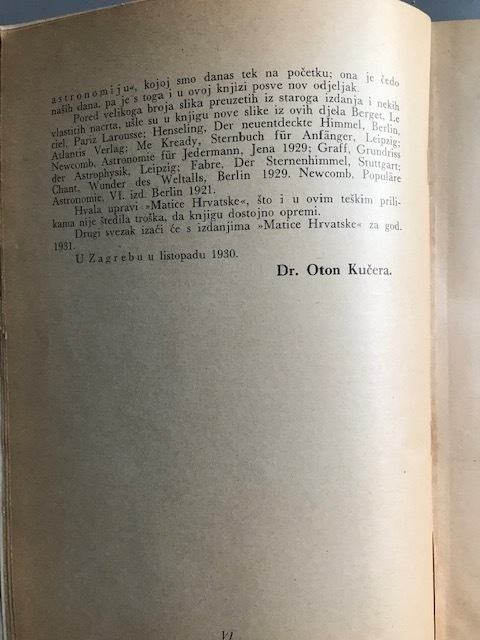 astronomiju«, kojoj smo danas tek na početku; ona je čedo
naših dana, pa je s toga i u ovoj knjizi posve nov odjeljak.
Pored velikoga broja slika preuzetih iz staroga izdanja i nekih
vlastitih nacrta, ušle su u knjigu nove slike iz ovih djela Berget, Le
ciel, Pariz Larousse; Henseling, Der neuentdeckte Himmel, Berlin,
Atlantis Verlag; Mc Kready, Sternbuch für Anfänger, Leipzig;
Newcomb, Astronomie für Jedermann, Jena 1929; Graff, Grundriss
der Astrophysik, Leipzig; Fabre, Der Sternenhimmel, Stuttgart;
Chant, Wunder des Weltalls, Berlin 1929. Newcomb, Populäre
Astronomie, VI. izd. Berlin 1921.
Hvala upravi »Matice Hrvatske«, što i u ovim teškim prili-
kama nije štedila troška, da knjigu dostojno opremi.
Drugi svezak izaći će s izdanjima »Matice Hrvatske« za god.
1931.
U Zagrebu u listopadu 1930.
Dr. Oton Kučera.
VI